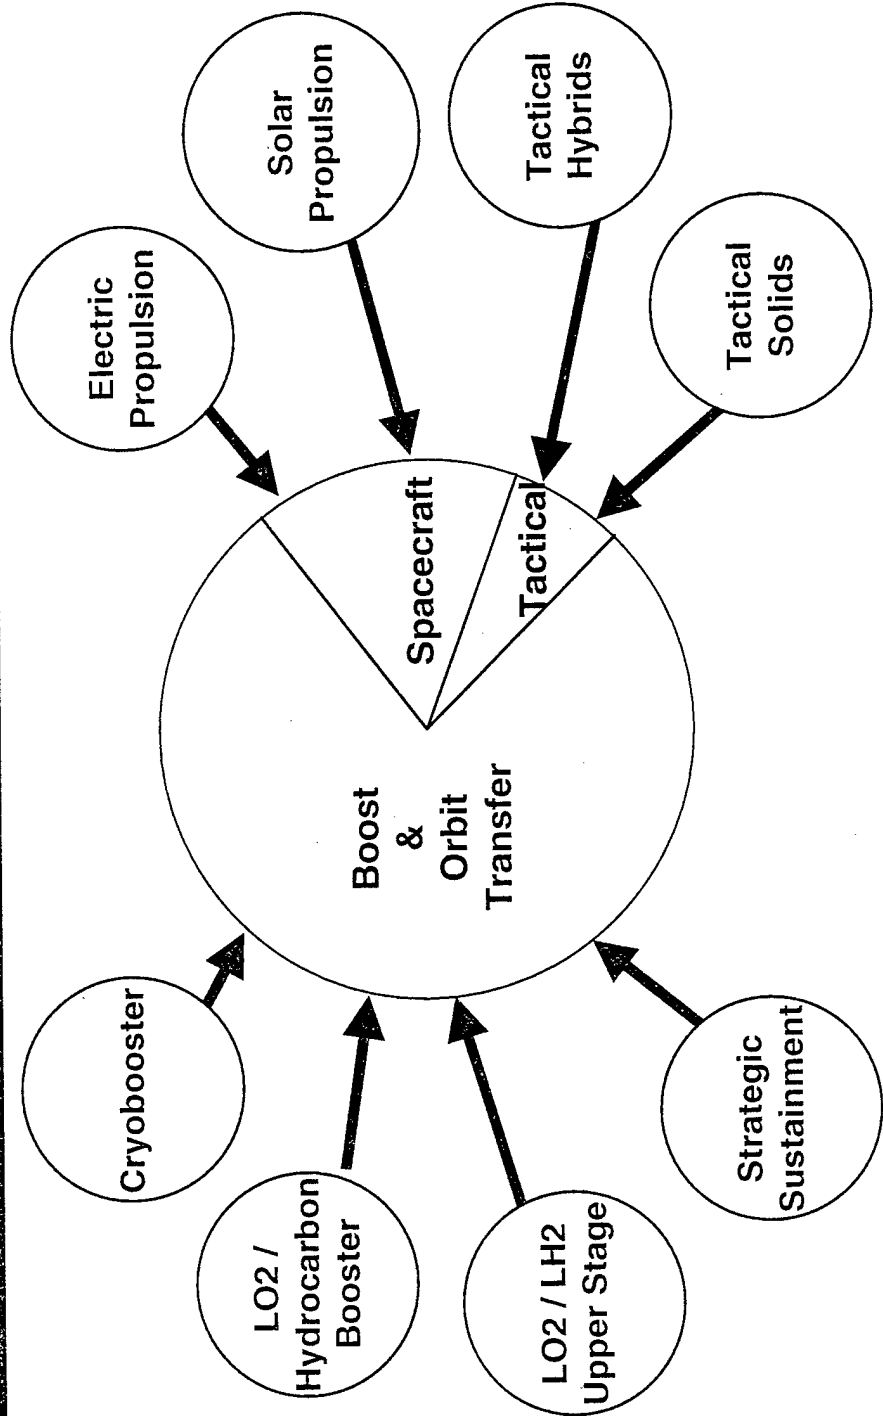 Cryobooster
Electric
Propulsion
LO2 /
Hydrocarbon
Booster
Solar
Propulsion
Boost
&
Orbit
Transfer
Spacecraft
Tactical
LO2 / LH2
Upper Stage
Tactical
Hybrids
Strategic
Sustainment
Tactical
Solids